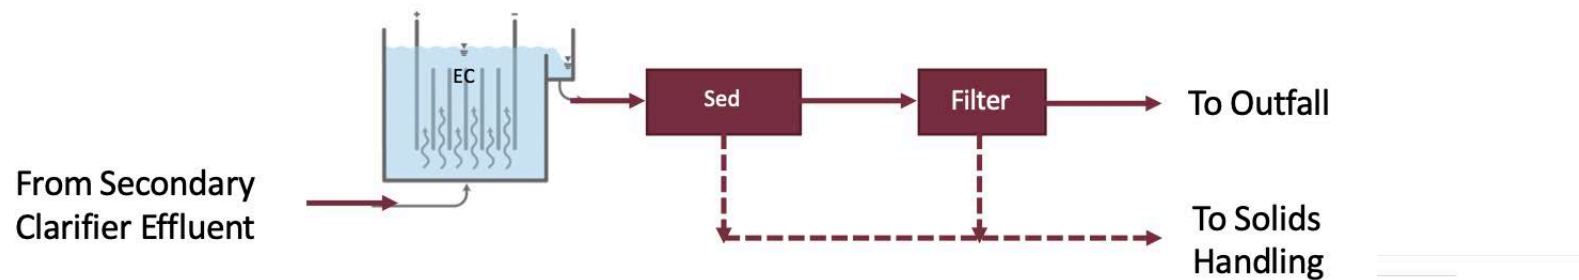 + -
EC
Sed
Filter
To Outfall
From Secondary
Clarifier Effluent
To Solids
Handling